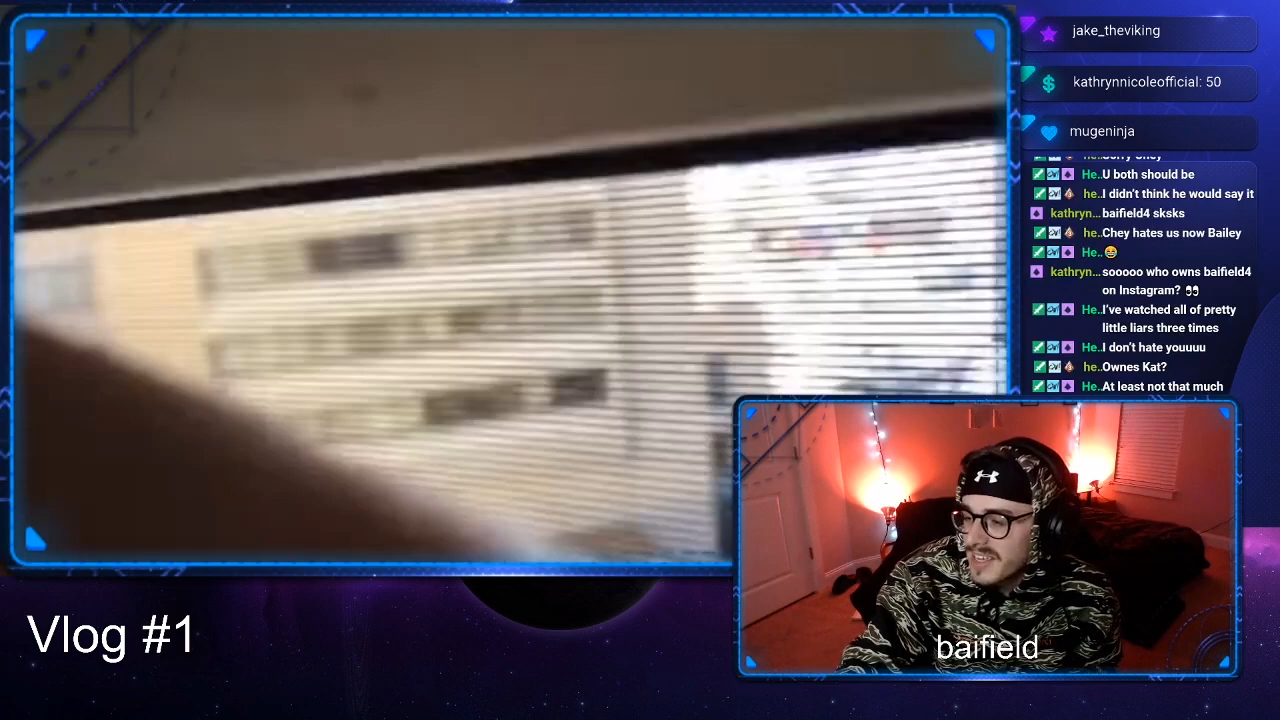 jake_theviking
$
kathrynnicoleofficial: 50
mugeninja
He..U both should be
he..I didn't think he would say it
kathryn...baifield4 sksks
he..Chey hates us now Bailey
He..😂
kathryn...sooooo who owns baifield4
on Instagram? 👀
He..I've watched all of pretty
little liars three times
He..I don't hate youuuu
he..Ownes Kat?
He..At least not that much
Vlog #1
baifield